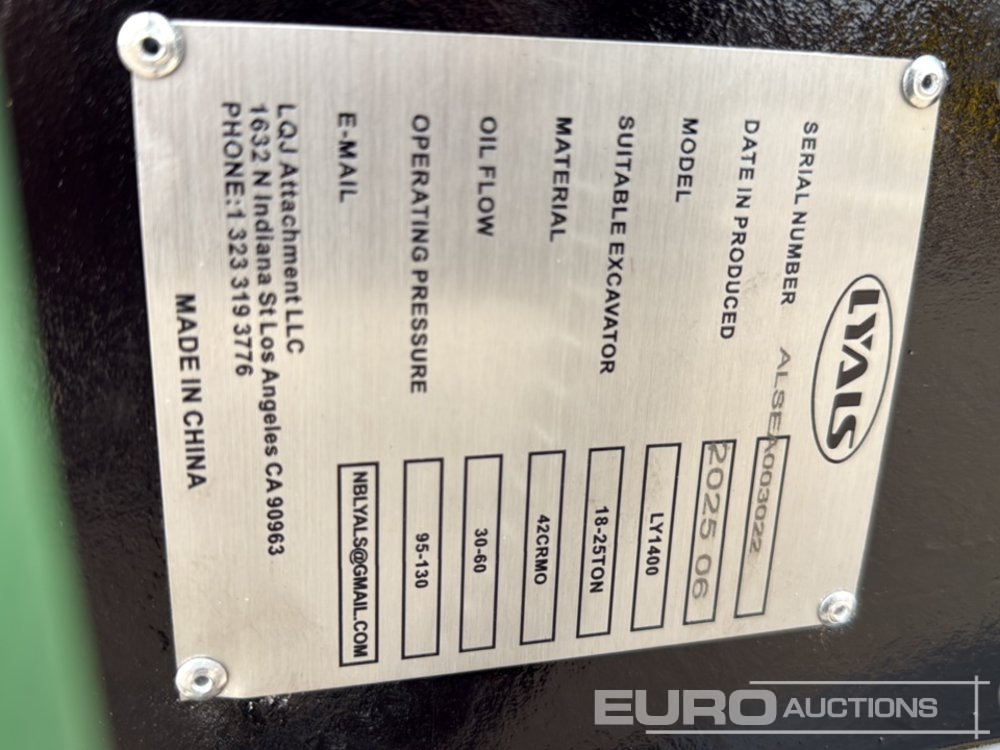 LYALS
SERIAL NUMBER ALSEA003022
DATE IN PRODUCED 2025 06
MODEL LY1400
SUITABLE EXCAVATOR 18-25TON
MATERIAL 42CRMO
OIL FLOW 30-60
OPERATING PRESSURE 95-130
E-MAIL NBLYALS@GMAIL.COM
LQJ Attachment LLC
1632 N Indiana St Los Angeles CA 90963
PHONE:1 323 319 3776
MADE IN CHINA
EURO AUCTIONS